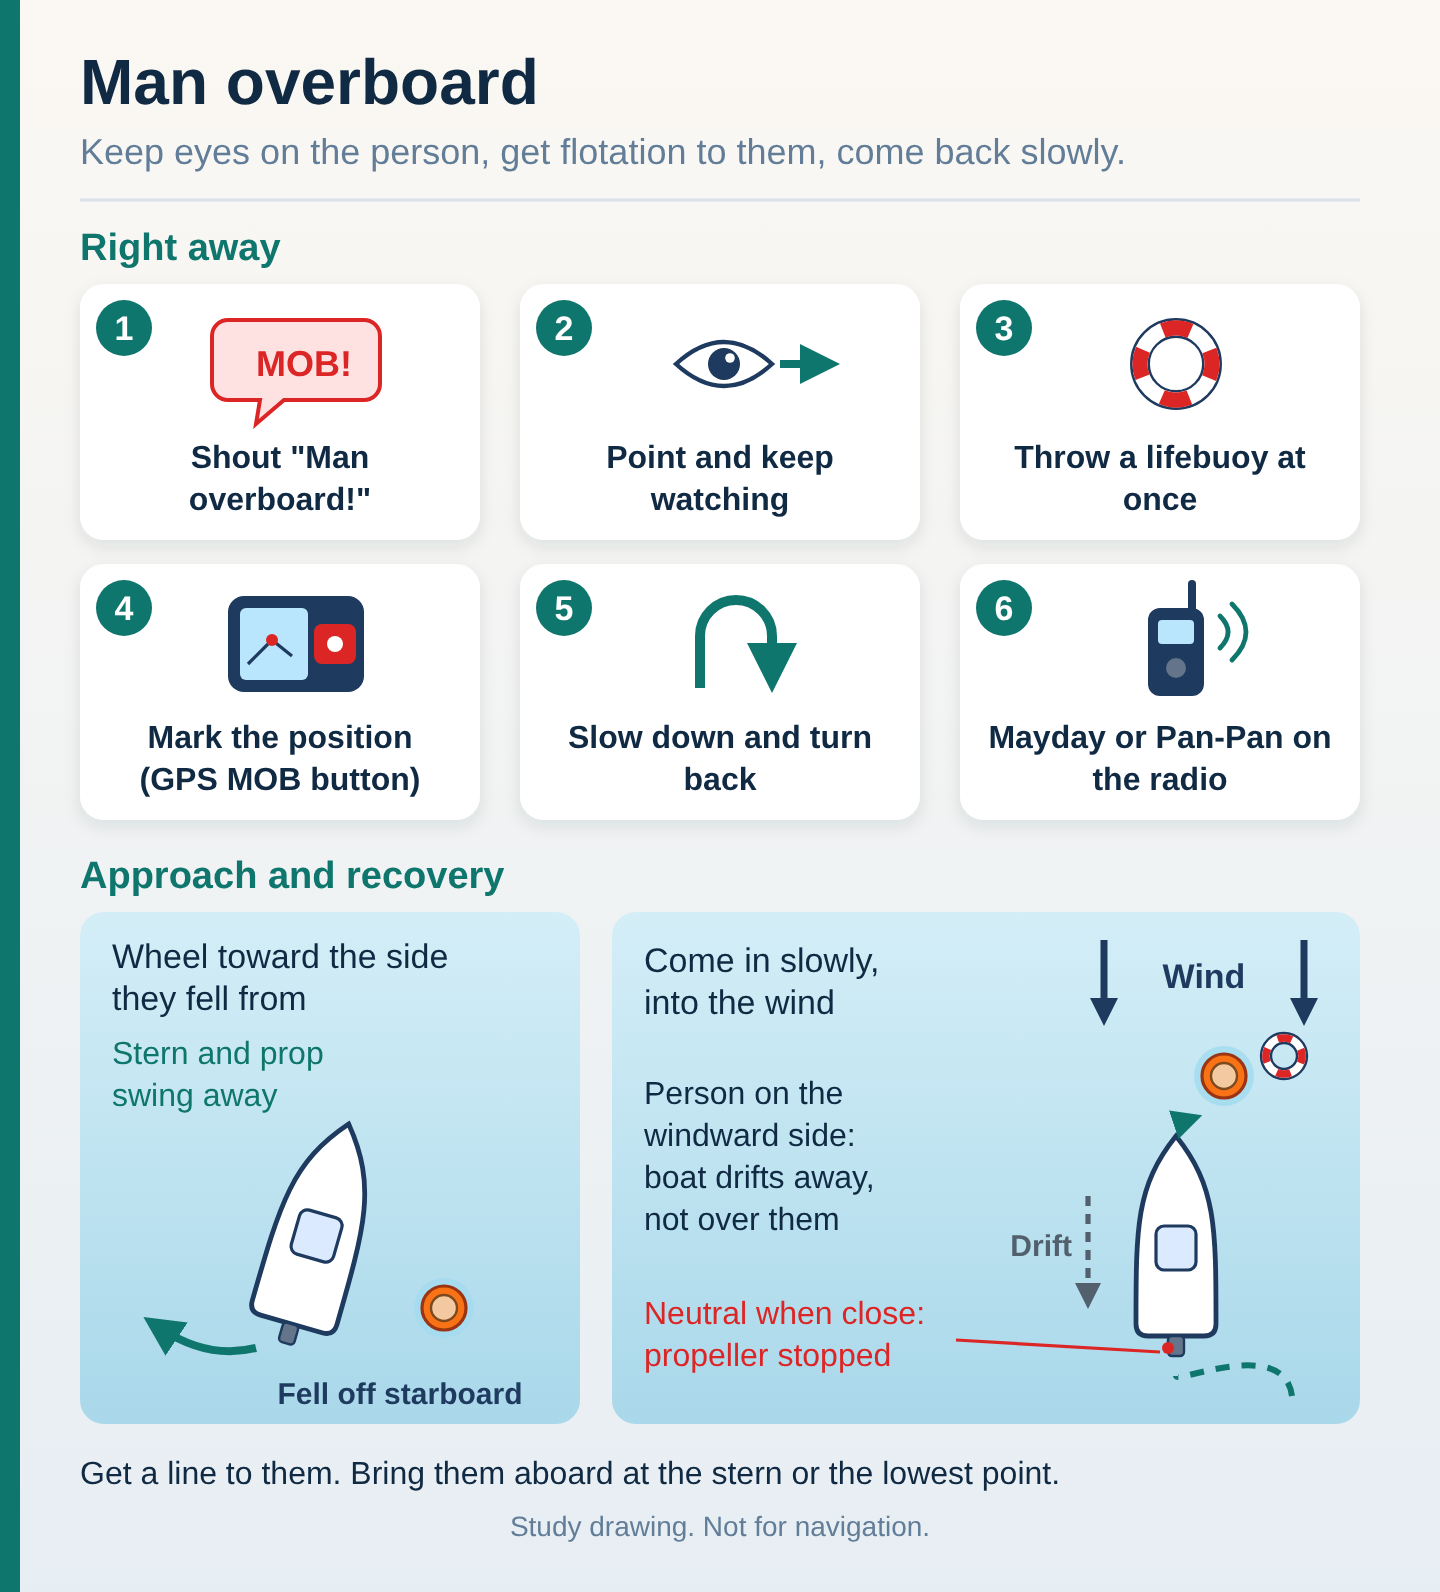 Man overboard
Keep eyes on the person, get flotation to them, come back slowly.
Right away
1
MOB!
Shout "Man
overboard!"
2
Point and keep
watching
3
Throw a lifebuoy at
once
4
Mark the position
(GPS MOB button)
5
Slow down and turn
back
6
Mayday or Pan-Pan on
the radio
Approach and recovery
Wheel toward the side
they fell from
Stern and prop
swing away
Fell off starboard
Come in slowly,
into the wind
Wind
Person on the
windward side:
boat drifts away,
not over them
Drift
Neutral when close:
propeller stopped
Get a line to them. Bring them aboard at the stern or the lowest point.
Study drawing. Not for navigation.